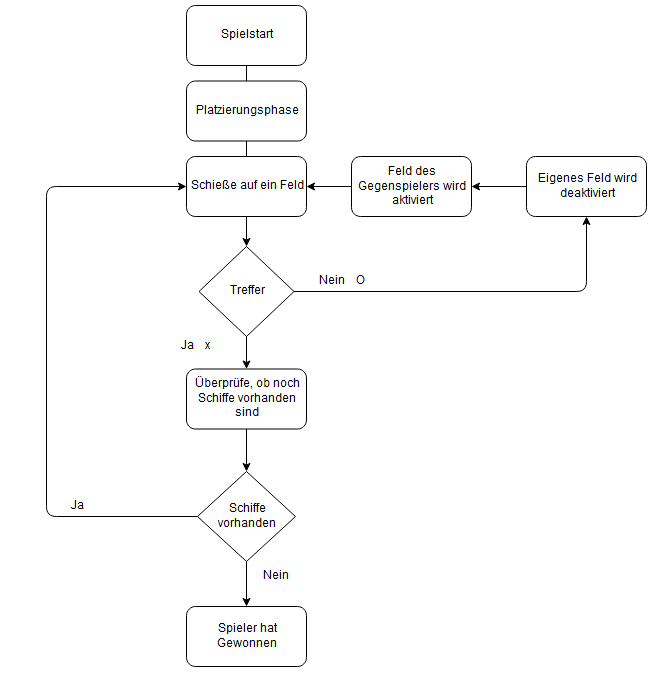 Spielstart
Platzierungsphase
Schieße auf ein Feld
Feld des
Gegenspielers wird
aktiviert
Eigenes Feld wird
deaktiviert
Treffer
Nein O
Ja x
Überprüfe, ob noch
Schiffe vorhanden
sind
Schiffe
vorhanden
Ja
Nein
Spieler hat
Gewonnen